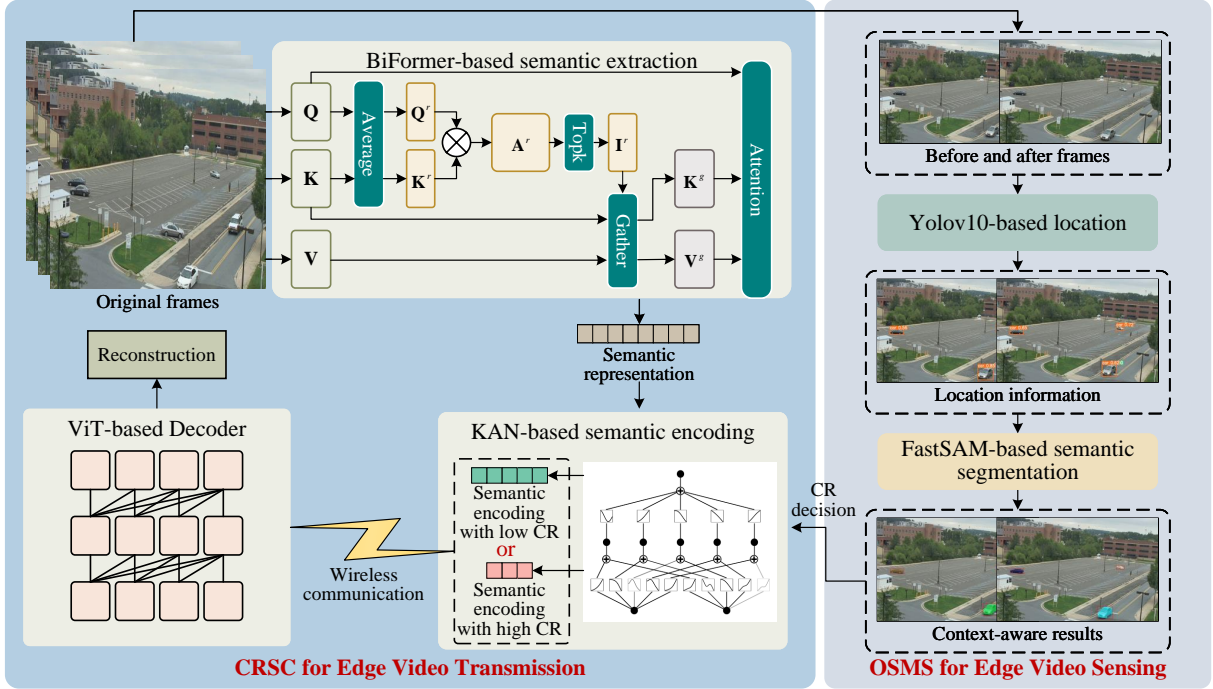 BiFormer-based semantic extraction
Q
K
V
Average
Q^r
K^r
A^r
Topk
I^r
Gather
K^g
V^g
Attention
Original frames
Semantic
representation
Reconstruction
ViT-based Decoder
Wireless
communication
KAN-based semantic encoding
Semantic
encoding
with low CR
or
Semantic
encoding
with high CR
CR
decision
CRSC for Edge Video Transmission
Before and after frames
Yolov10-based location
Location information
FastSAM-based semantic
segmentation
Context-aware results
OSMS for Edge Video Sensing